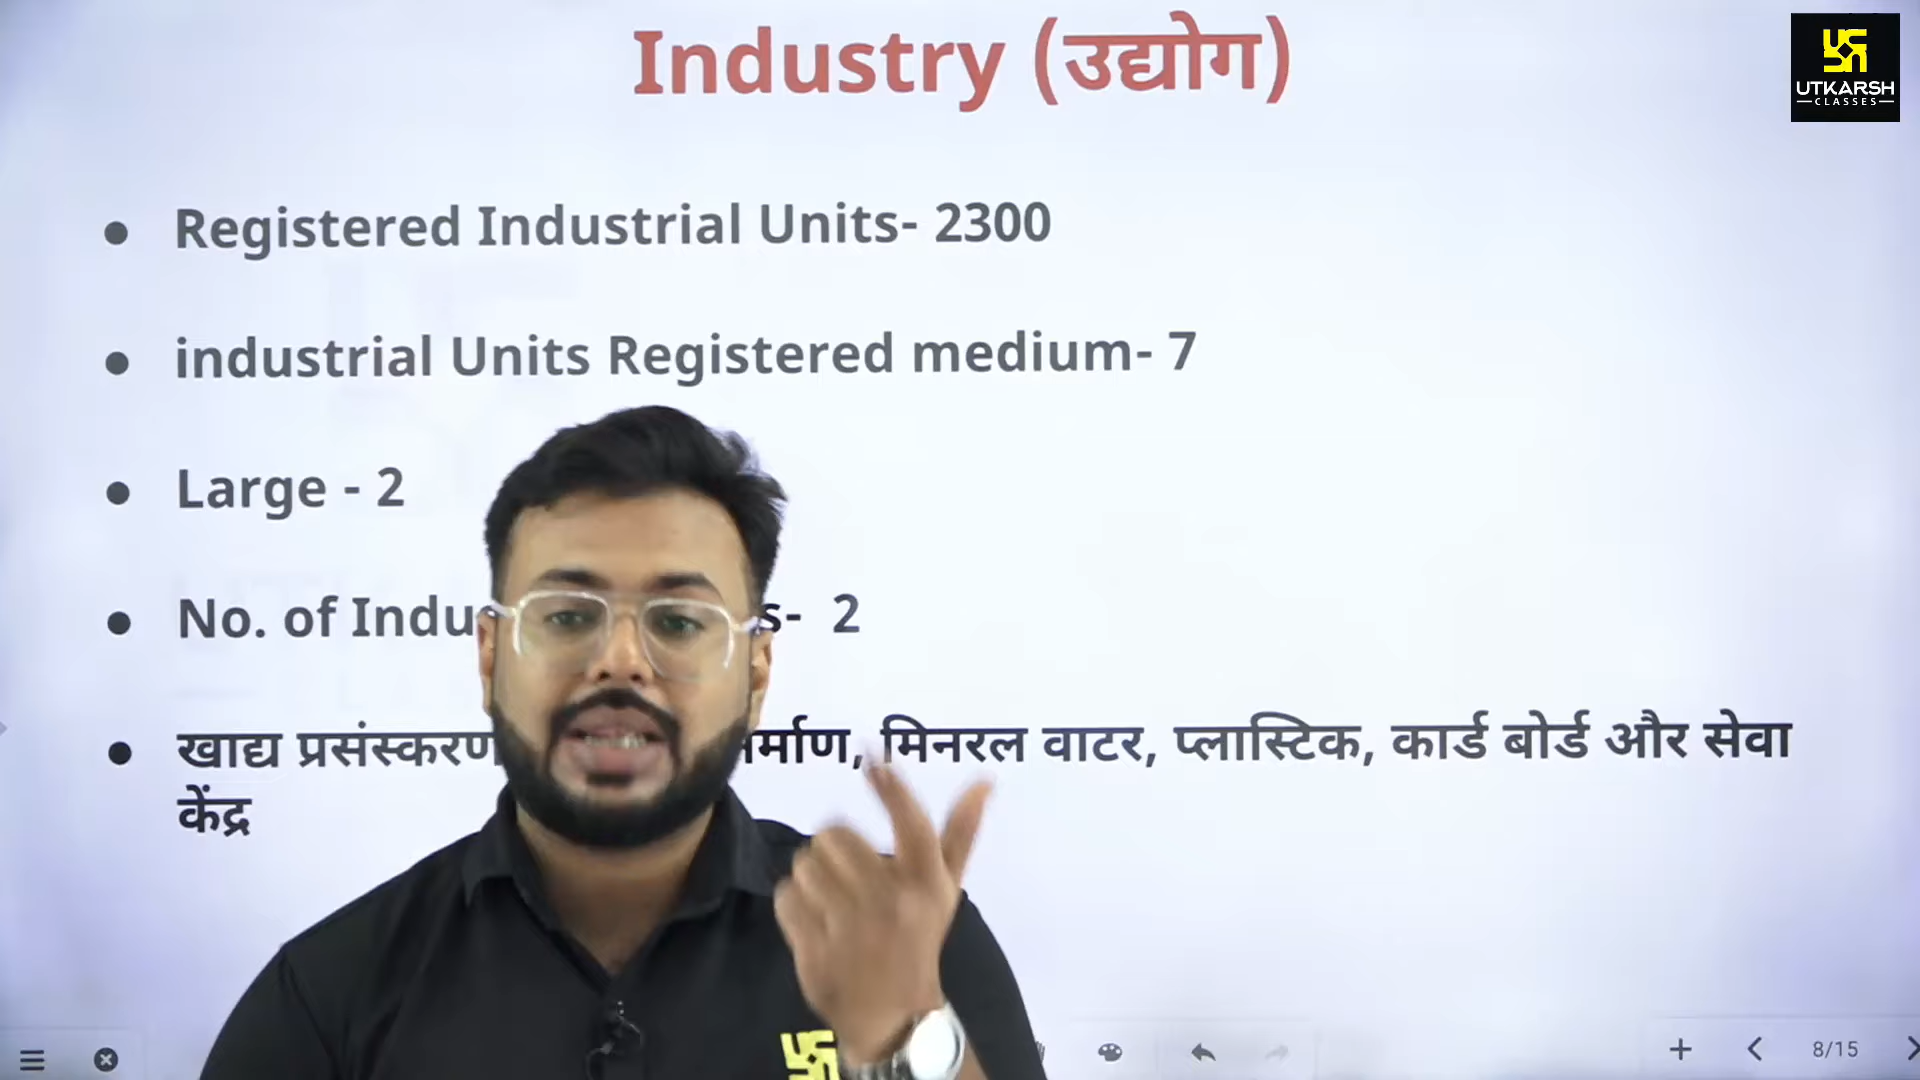 Industry (उद्योग)
UTKARSH
CLASSES
• Registered Industrial Units- 2300
• industrial Units Registered medium- 7
• Large - 2
• No. of - 2
• खाद्य प्रसंस्करण मिनरल वाटर, प्लास्टिक, कार्ड बोर्ड और सेवा
केंद्र
8/15